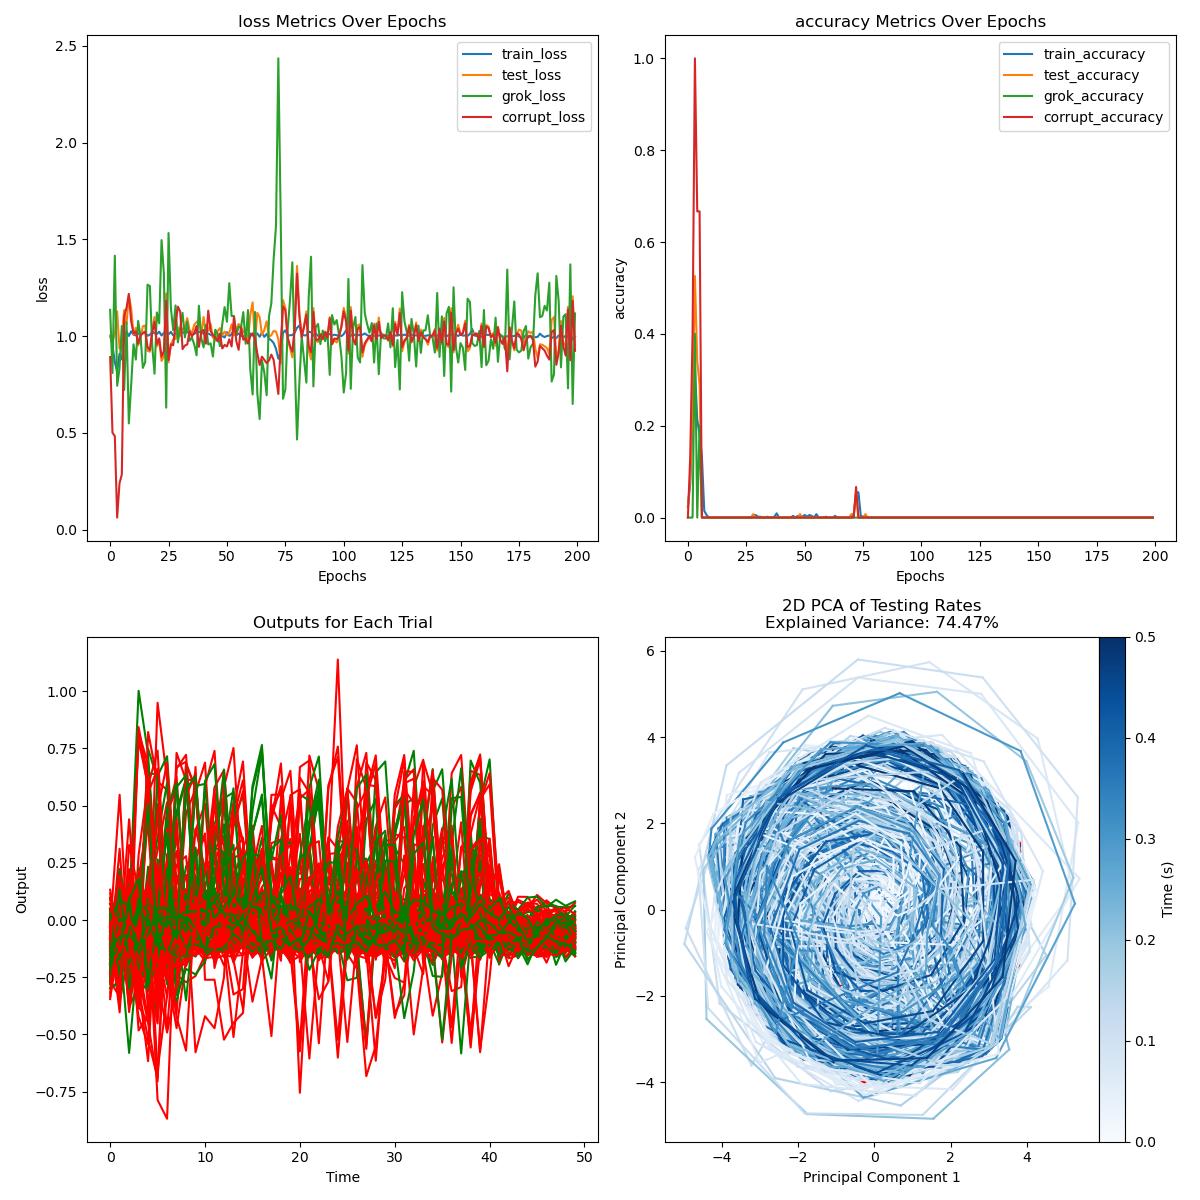 loss Metrics Over Epochs
2.5
2.0
1.5
1.0
0.5
0.0
loss
train_loss
test_loss
grok_loss
corrupt_loss
0 25 50 75 100 125 150 175 200
Epochs
accuracy Metrics Over Epochs
1.0
0.8
0.6
0.4
0.2
0.0
accuracy
train_accuracy
test_accuracy
grok_accuracy
corrupt_accuracy
0 25 50 75 100 125 150 175 200
Epochs
Outputs for Each Trial
1.00
0.75
0.50
0.25
0.00
−0.25
−0.50
−0.75
Output
0 10 20 30 40 50
Time
2D PCA of Testing Rates
Explained Variance: 74.47%
6
4
2
0
−2
−4
Principal Component 2
−4 −2 0 2 4
Principal Component 1
0.5
0.4
0.3
0.2
0.1
0.0
Time (s)